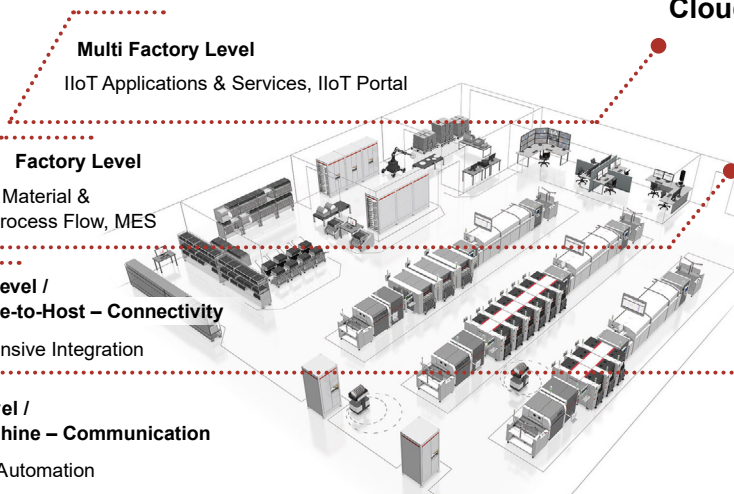 Cloud
Multi Factory Level
IIoT Applications & Services, IIoT Portal
Factory Level
Material &
rocess Flow, MES
evel /
e-to-Host – Connectivity
nsive Integration
el /
hine – Communication
Automation